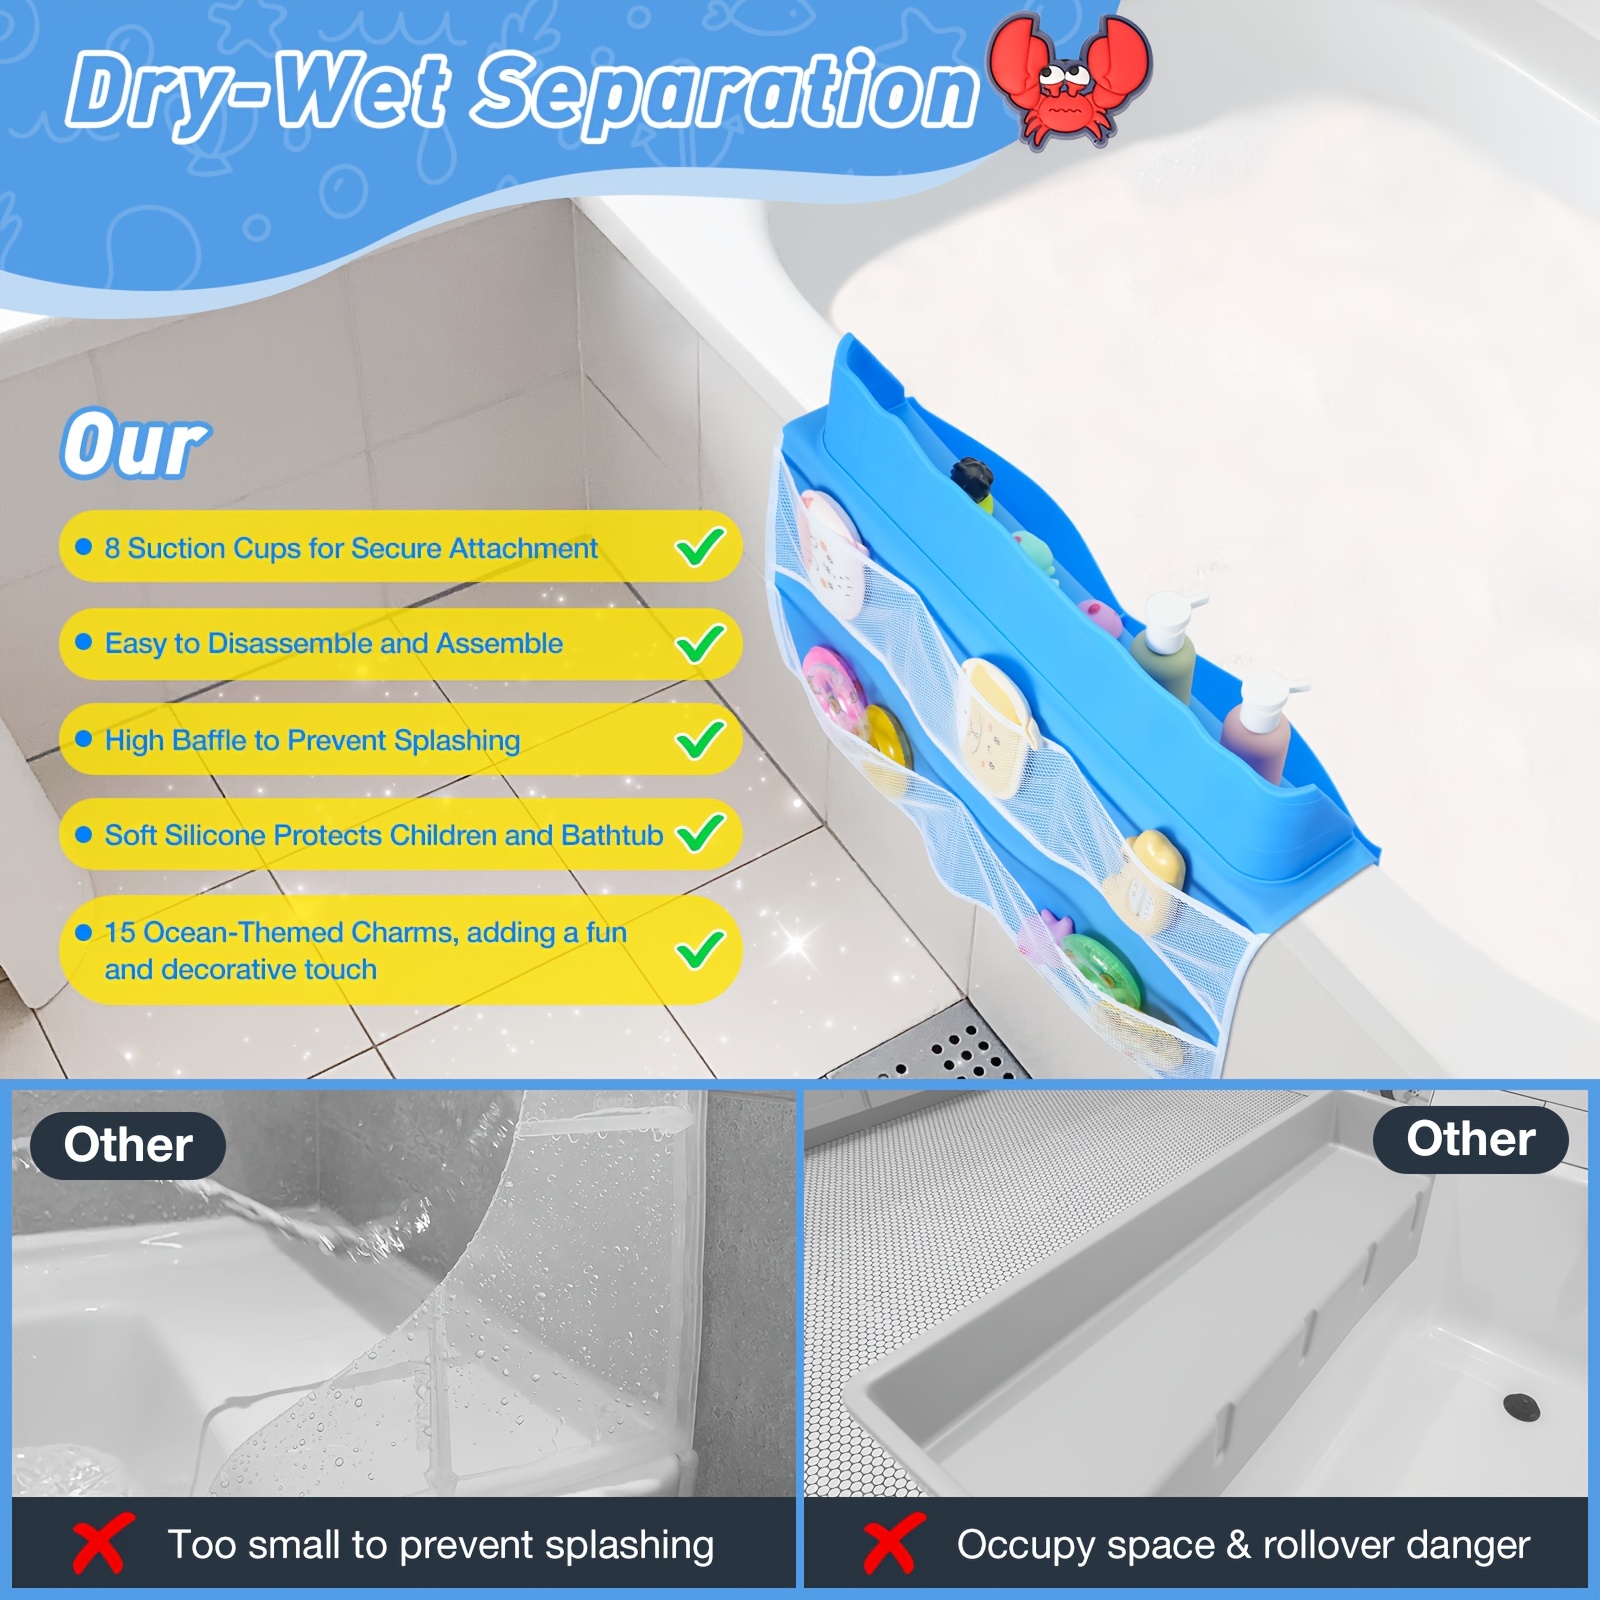 Dry-Wet Separation
Our
8 Suction Cups for Secure Attachment
Easy to Disassemble and Assemble
High Baffle to Prevent Splashing
Soft Silicone Protects Children and Bathtub
15 Ocean-Themed Charms, adding a fun
and decorative touch
Other
Other
Too small to prevent splashing
Occupy space & rollover danger